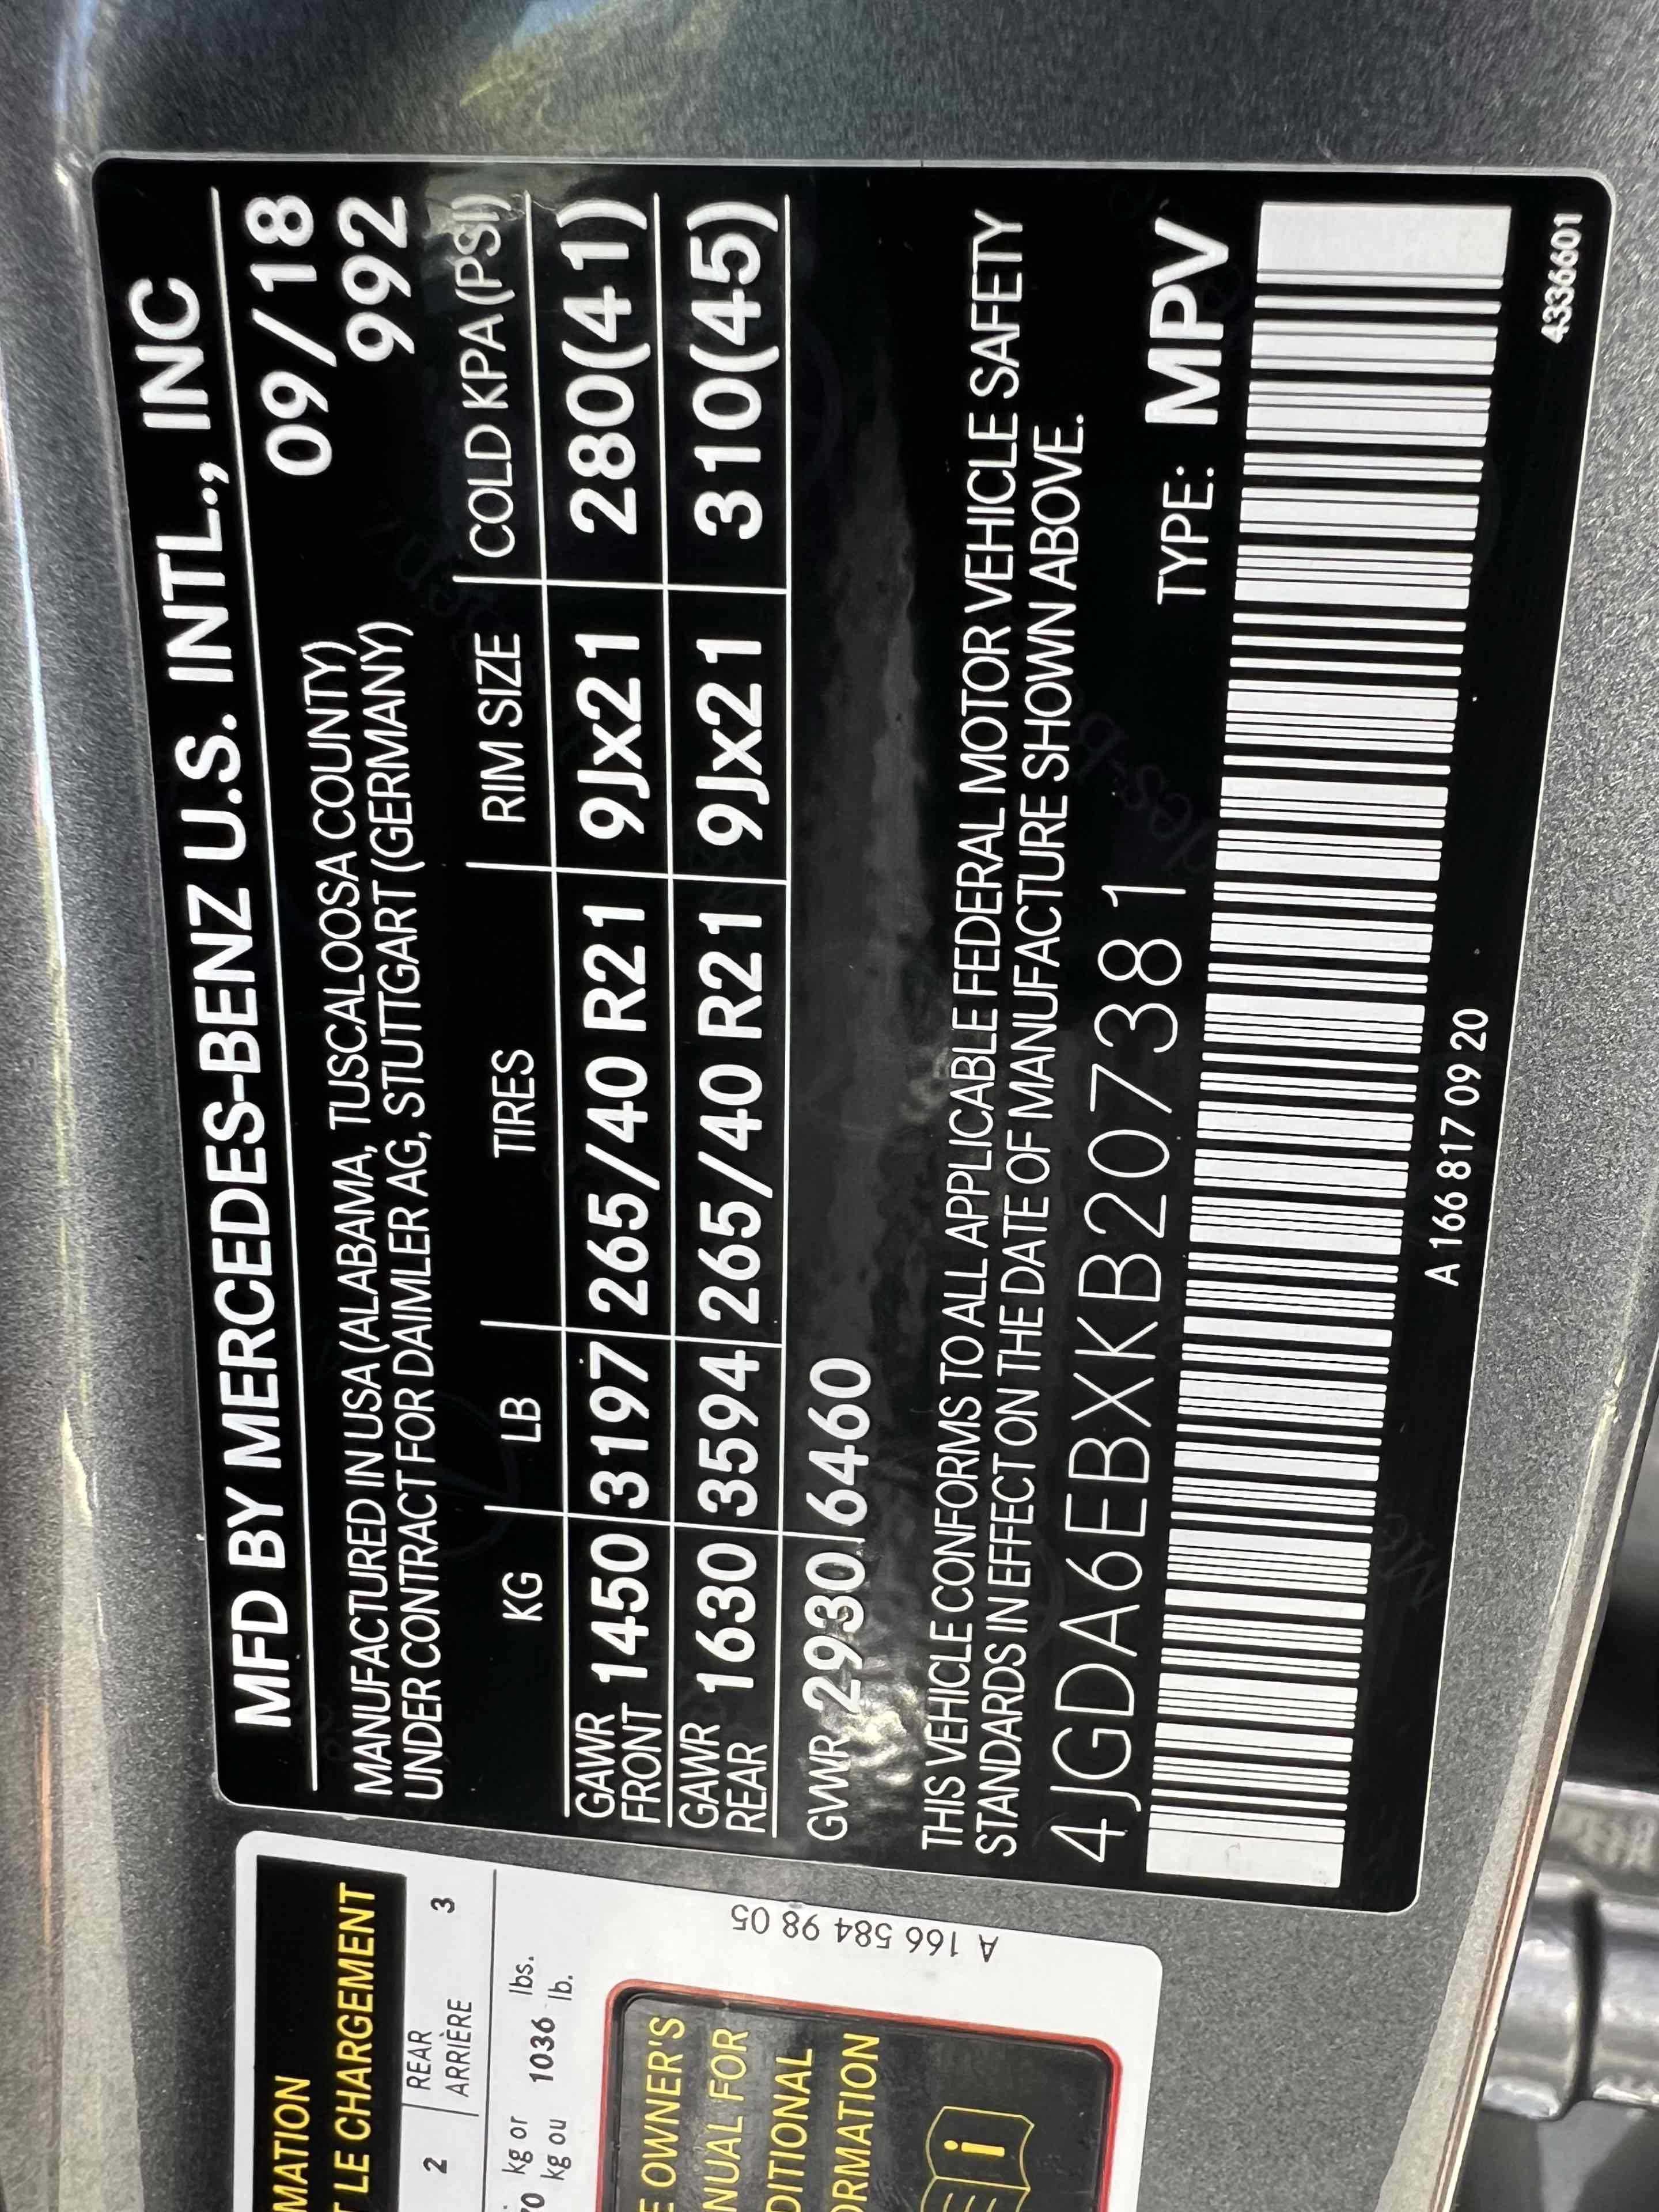 MFD BY MERCEDES-BENZ U.S. INTL., INC
09/18
MANUFACTURED IN USA (ALABAMA, TUSCALOOSA COUNTY)
992
UNDER CONTRACT FOR DAIMLER AG, STUTTGART (GERMANY)
KG LB TIRES RIM SIZE COLD KPA (PSI)
GAWR FRONT 1450 3197 265/40 R21 9Jx21 280(41)
GAWR REAR 1630 3594 265/40 R21 9Jx21 310(45)
GWWR 2930 6460
THIS VEHICLE CONFORMS TO ALL APPLICABLE FEDERAL MOTOR VEHICLE SAFETY
STANDARDS IN EFFECT ON THE DATE OF MANUFACTURE SHOWN ABOVE.
4JGDA6EBXKB207381 TYPE: MPV
A 166 817 09 20
4336601
MATION
LE CHARGEMENT
2 REAR 3
ARRIÈRE
kg or lbs.
1036
kg ou lb.
A 166 584 98 05
OWNER'S
NUAL FOR
DITIONAL
ORMATION
i